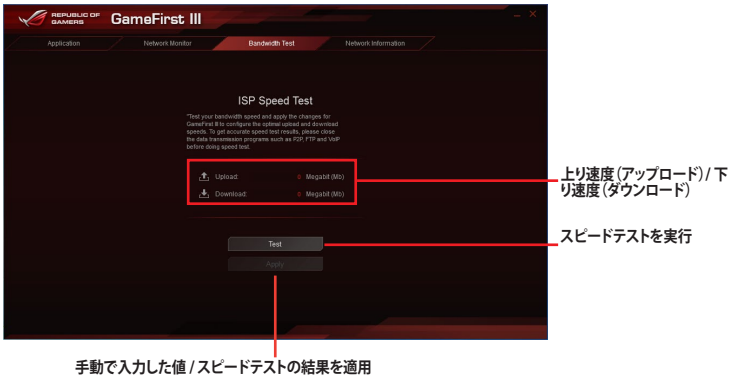 REPUBLIC OF
GAMERS
GameFirst III
Application
Network Monitor
Bandwidth Test
Network Information
ISP Speed Test
*Test your bandwidth speed and apply the changes for
GameFirst III to configure the optimal upload and download
speeds. To get accurate speed test results, please close
the data transmission programs such as P2P, FTP and VoIP
before doing speed test.
Upload: 0 Megabit (Mb)
Download: 0 Megabit (Mb)
Test
Apply
上り速度（アップロード）/ 下
り速度（ダウンロード）
スピードテストを実行
手動で入力した値 / スピードテストの結果を適用